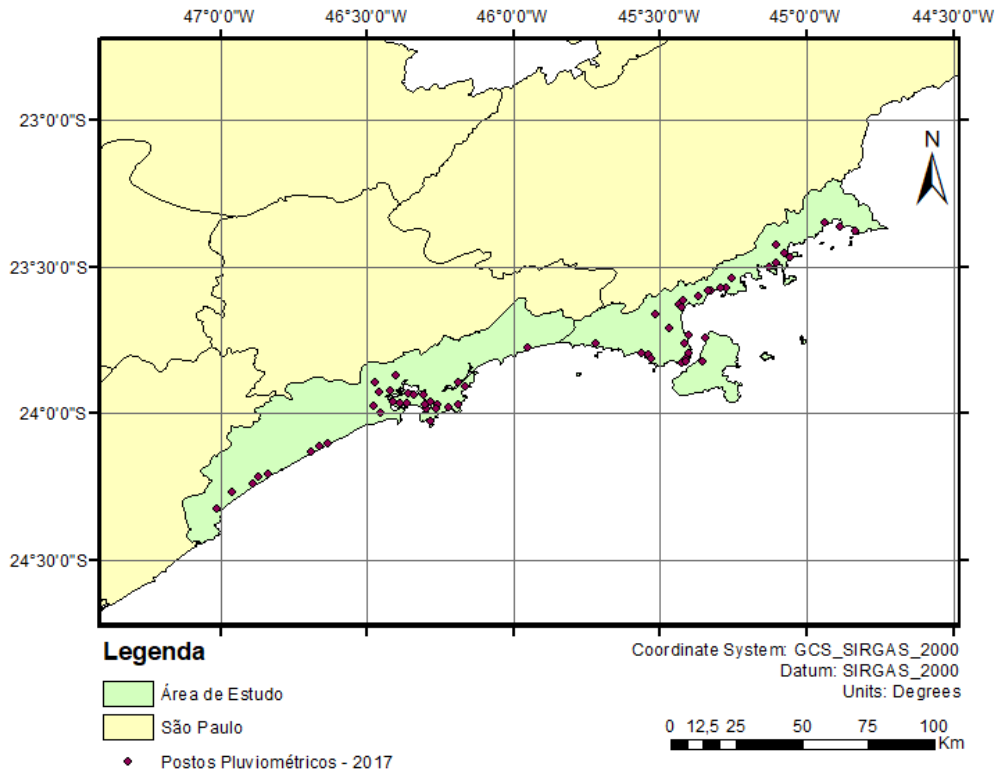 47°0'0"W 46°30'0"W 46°0'0"W 45°30'0"W 45°0'0"W 44°30'0"W
23°0'0"S
N
23°30'0"S
24°0'0"S
24°30'0"S
Legenda
Área de Estudo
São Paulo
Postos Pluviométricos - 2017
Coordinate System: GCS_SIRGAS_2000
Datum: SIRGAS_2000
Units: Degrees
0 12,5 25 50 75 100
Km